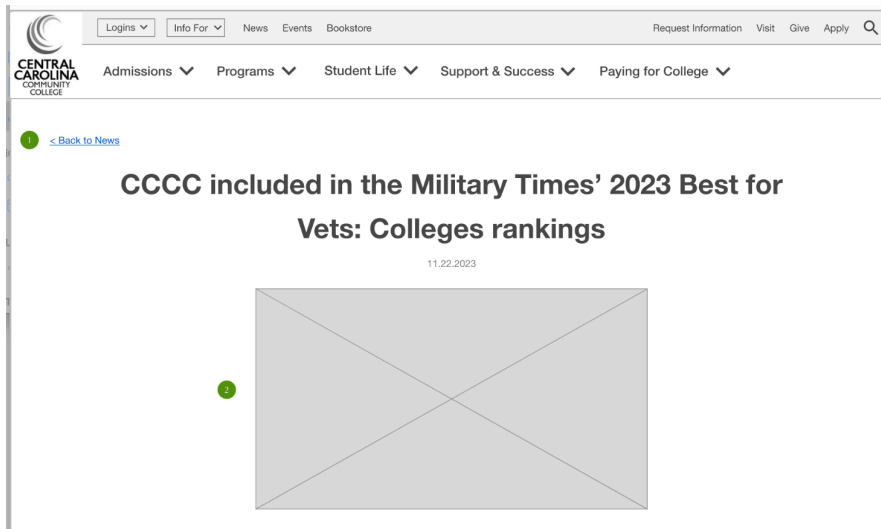 Logins
Info For
News
Events
Bookstore
Request Information
Visit
Give
Apply
CENTRAL
CAROLINA
COMMUNITY
COLLEGE
Admissions
Programs
Student Life
Support & Success
Paying for College
1
< Back to News
CCCC included in the Military Times’ 2023 Best for
Vets: Colleges rankings
11.22.2023
2